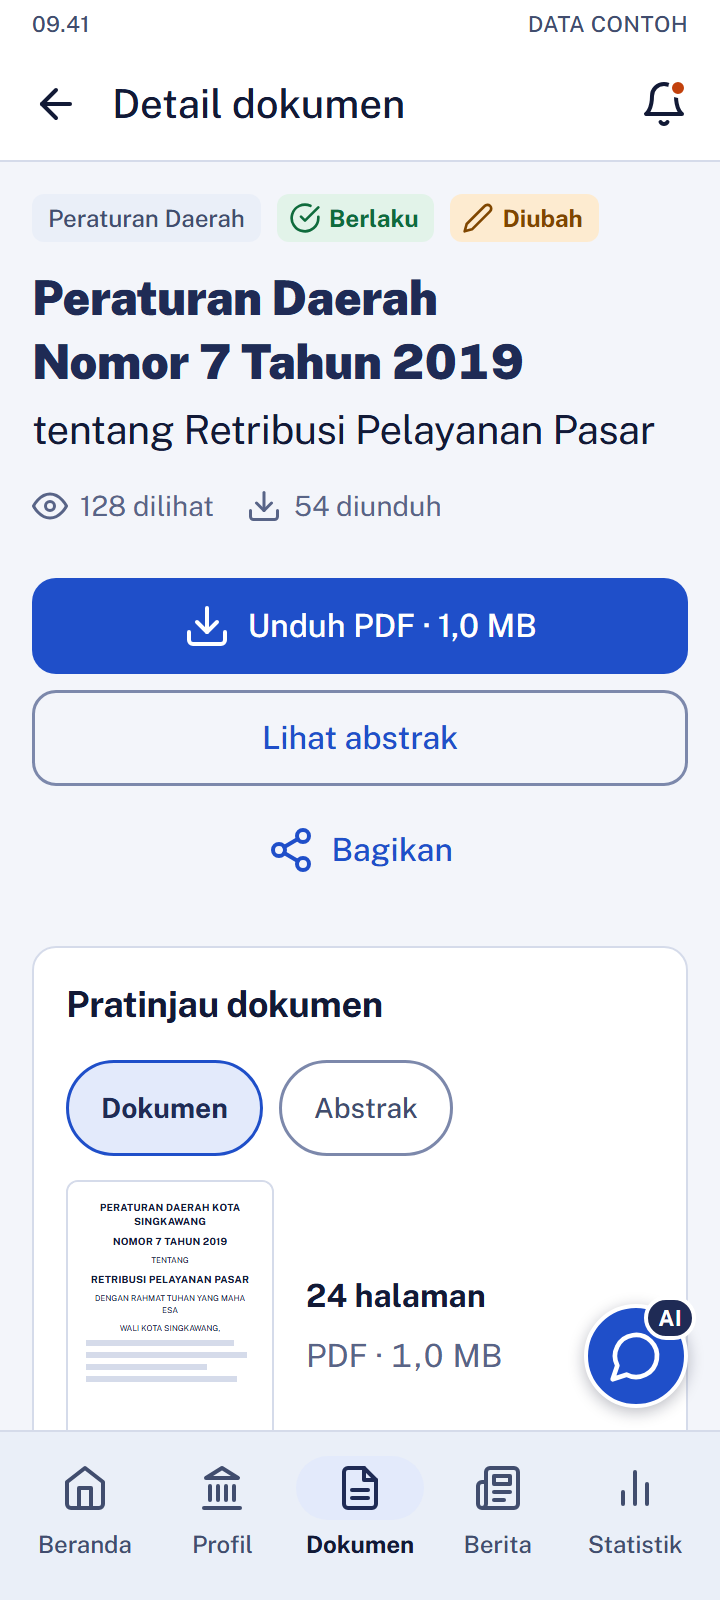 09.41
DATA CONTOH
Detail dokumen
Peraturan Daerah
Berlaku
Diubah
Peraturan Daerah
Nomor 7 Tahun 2019
tentang Retribusi Pelayanan Pasar
128 dilihat
54 diunduh
Unduh PDF · 1,0 MB
Lihat abstrak
Bagikan
Pratinjau dokumen
Dokumen
Abstrak
PERATURAN DAERAH KOTA
SINGKAWANG
NOMOR 7 TAHUN 2019
TENTANG
RETRIBUSI PELAYANAN PASAR
DENGAN RAHMAT TUHAN YANG MAHA
ESA
WALI KOTA SINGKAWANG,
24 halaman
PDF · 1,0 MB
AI
Beranda
Profil
Dokumen
Berita
Statistik